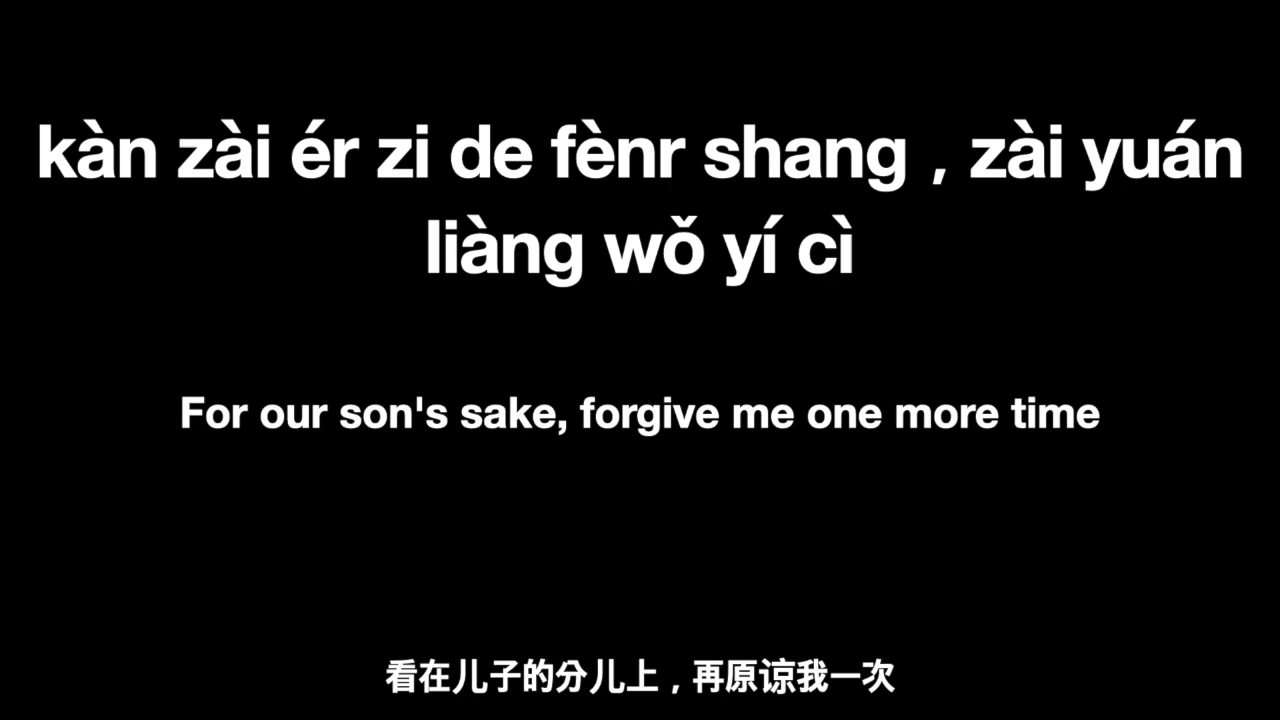 kàn zài ér zi de fènr shang , zài yuán
liàng wǒ yí cì
For our son's sake, forgive me one more time
看在儿子的分儿上，再原谅我一次